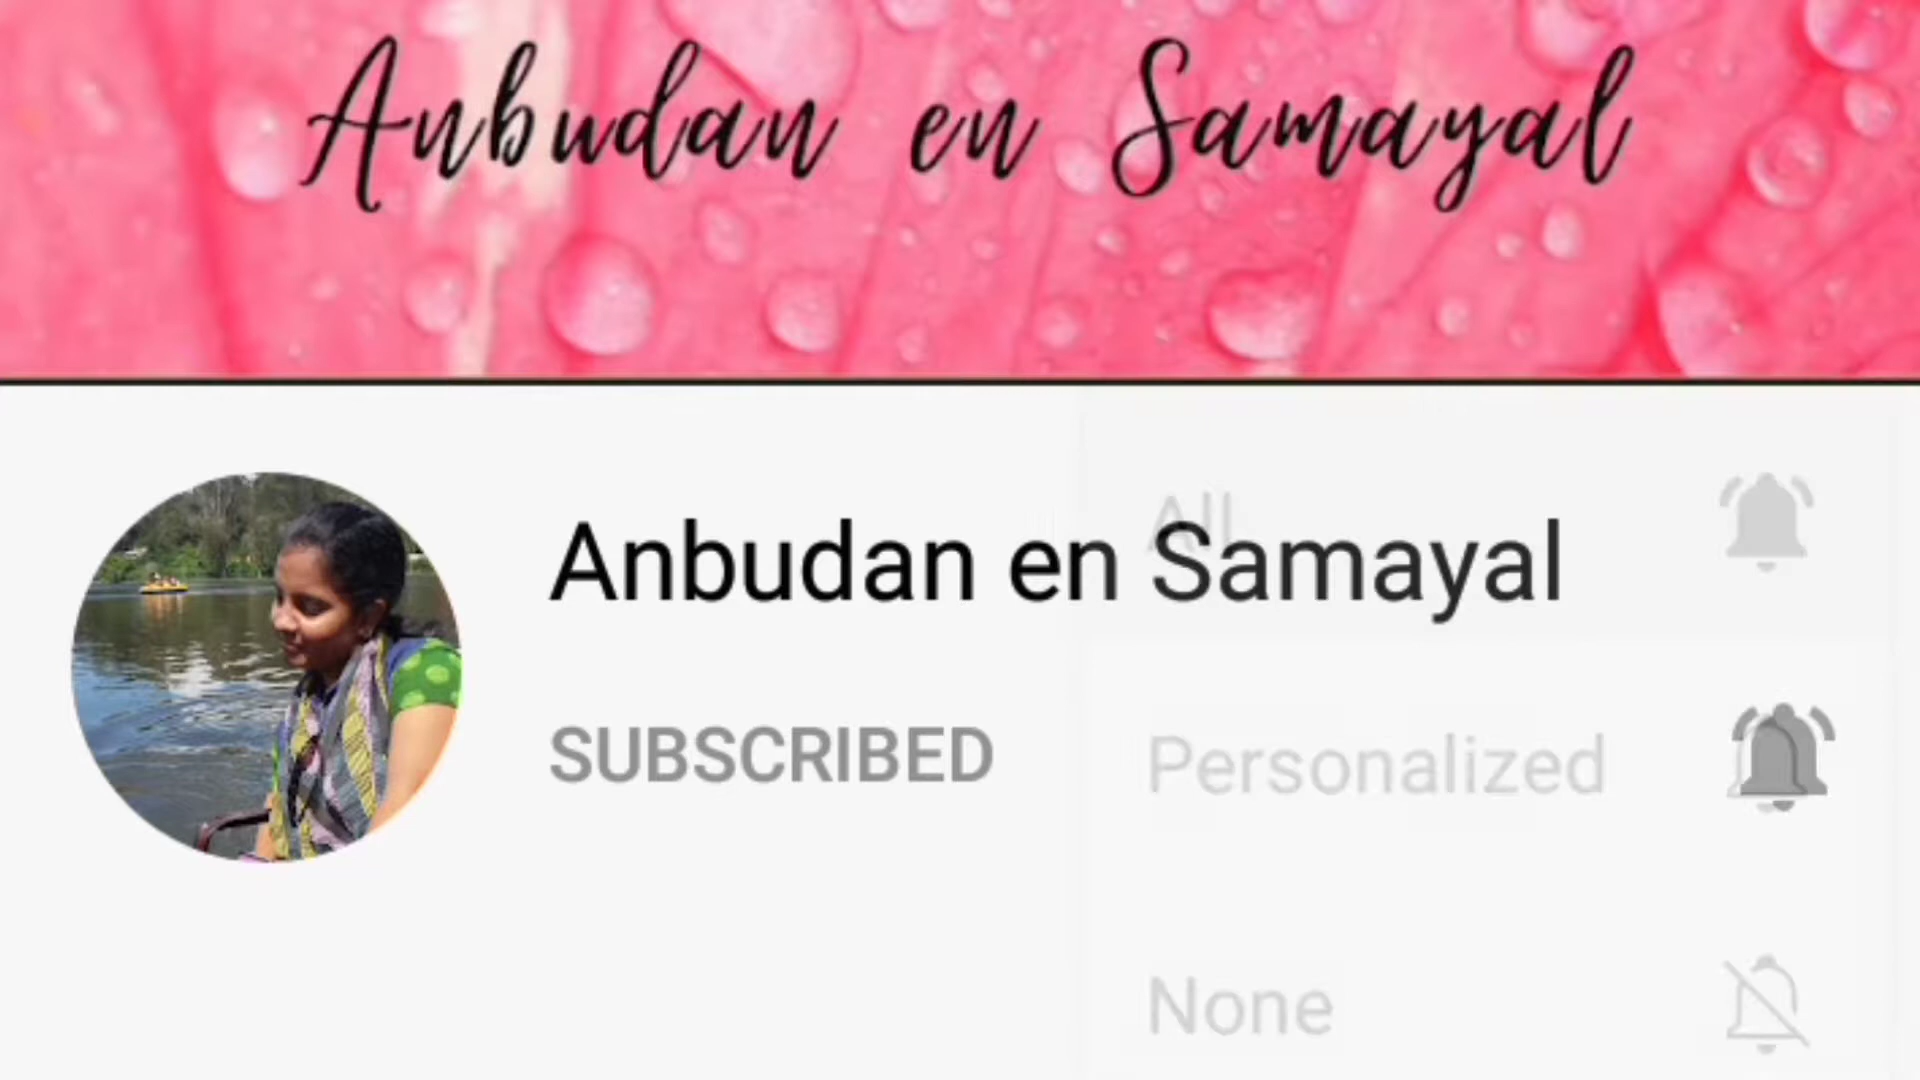 Anbudan en Samayal
All
Anbudan en Samayal
SUBSCRIBED
Personalized
None